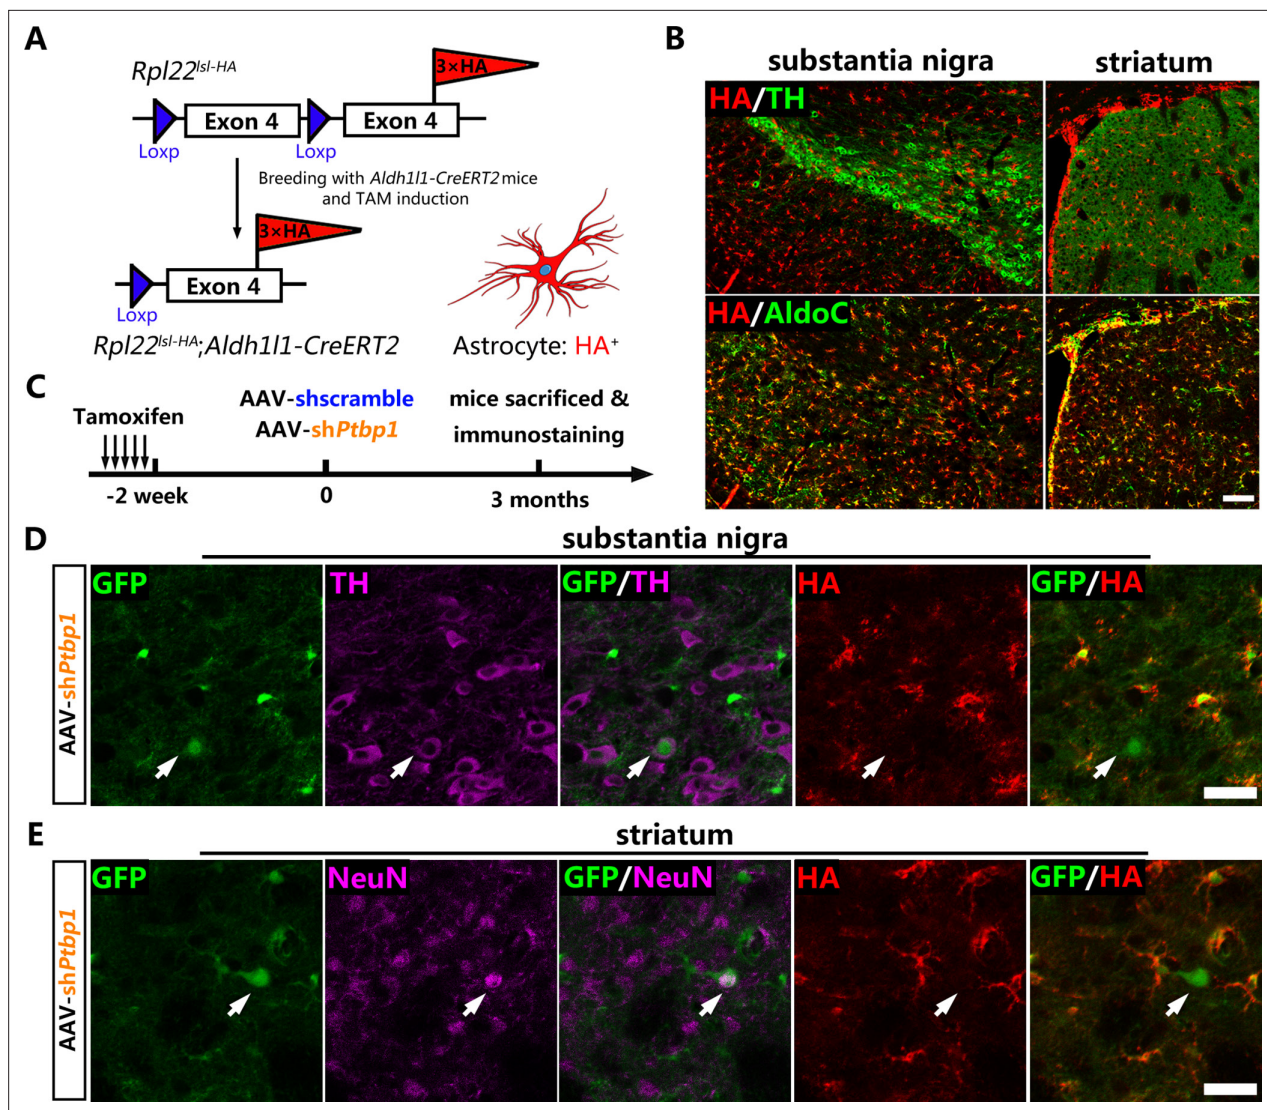 A
Rpl22lsl-HA
3×HA
Exon 4
Exon 4
Loxp
Loxp
Breeding with Aldh1l1-CreERT2 mice
and TAM induction
3×HA
Exon 4
Loxp
Rpl22lsl-HA;Aldh1l1-CreERT2
Astrocyte: HA+
B
substantia nigra
striatum
HA/TH
HA/AldoC
C
Tamoxifen
AAV-shscramble
AAV-shPtbp1
mice sacrificed &
immunostaining
-2 week
0
3 months
D
substantia nigra
AAV-shPtbp1
GFP
TH
GFP/TH
HA
GFP/HA
E
striatum
AAV-shPtbp1
GFP
NeuN
GFP/NeuN
HA
GFP/HA